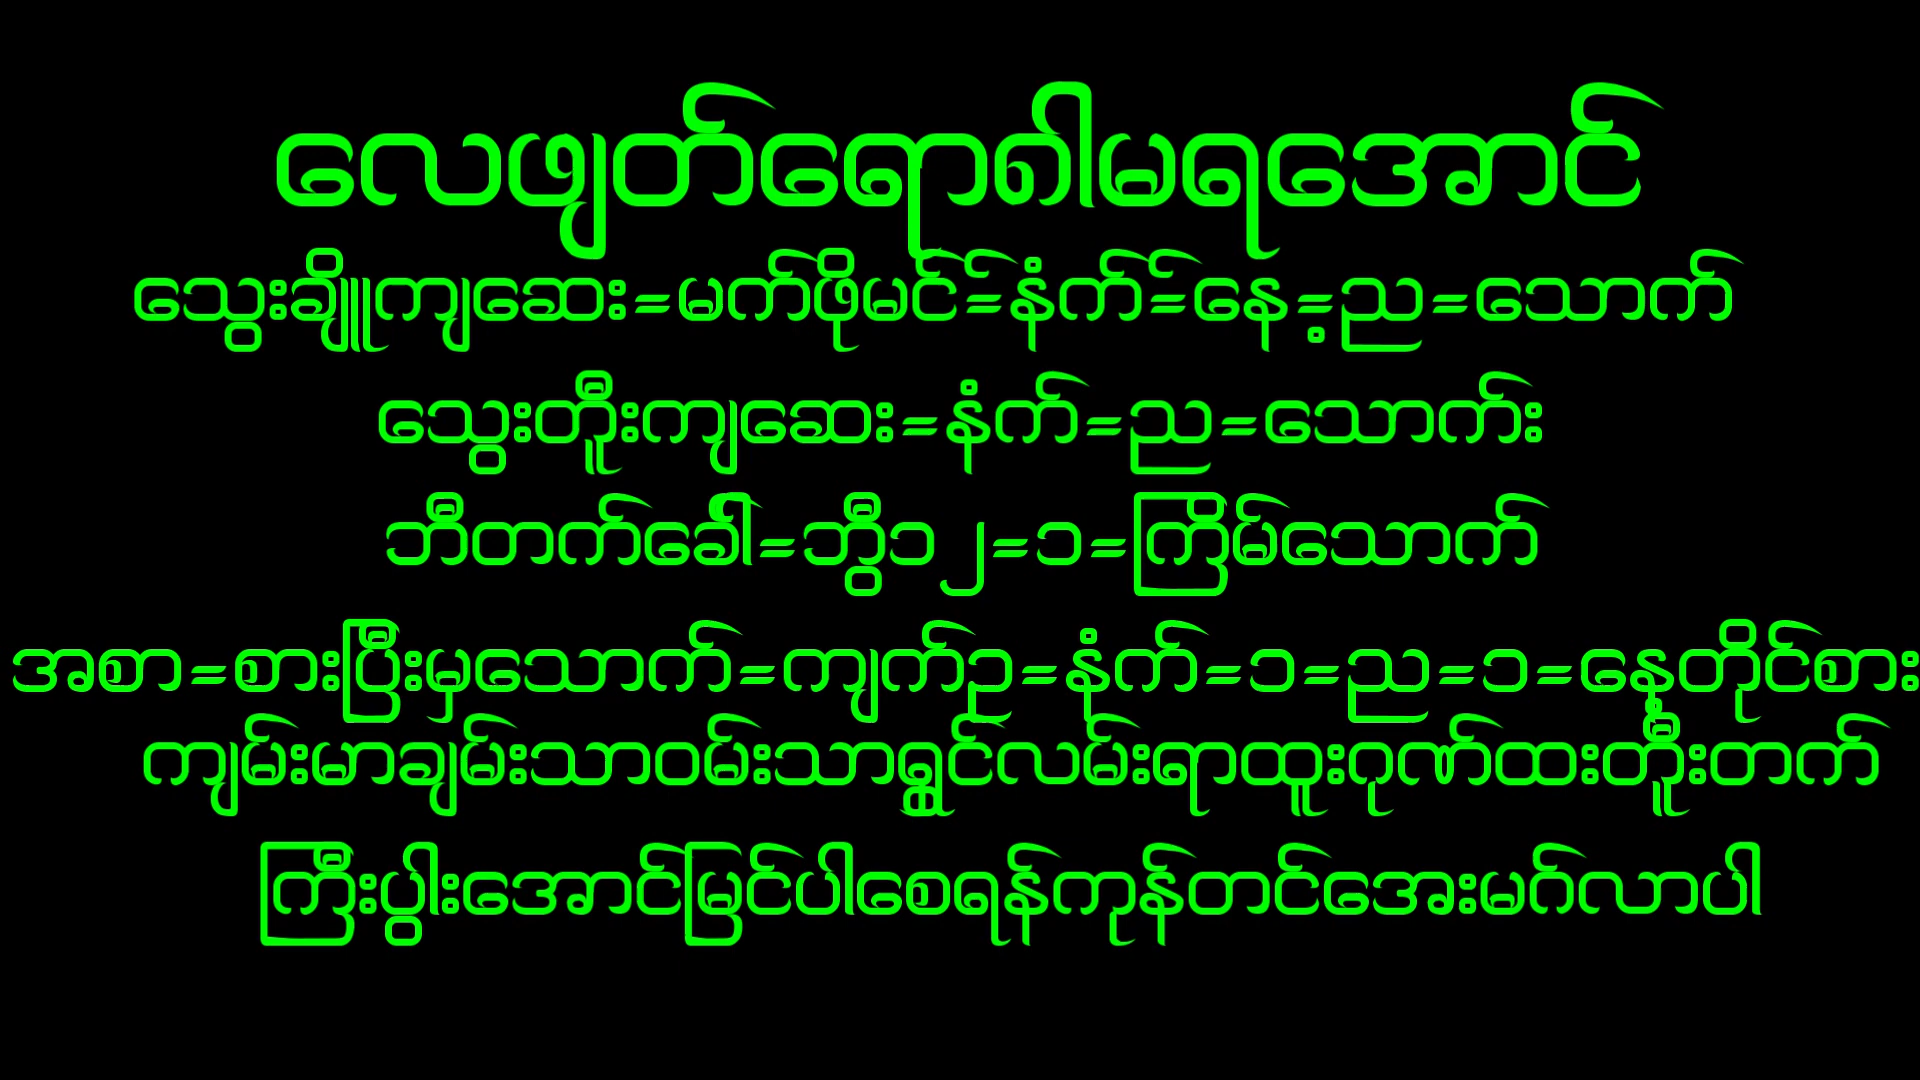 လေဖျတ်ရောဂါမရအောင်
သွေးချိူကျဆေး=မက်ဖိုမင်=်နံက်=်နေ=့ည=သောက်
သွေးတိူးကျဆေး=နံက်=ည=သောက်း
ဘီတက်ခေါ်=ဘွီ၁၂=၁=ကြိမ်သောက်
အစာ=စားပြီးမှသောက်=ကျက်ဥ=နံက်=၁=ည=၁=နေ့တိုင်စား
ကျမ်းမာချမ်းသာဝမ်းသာရွှင်လမ်းရာထူးဂုဏ်ထးတိူးတက်
ကြီးပွါးအောင်မြင်ပါစေရန်ကုန်တင်အေးမင်္ဂလာပါ